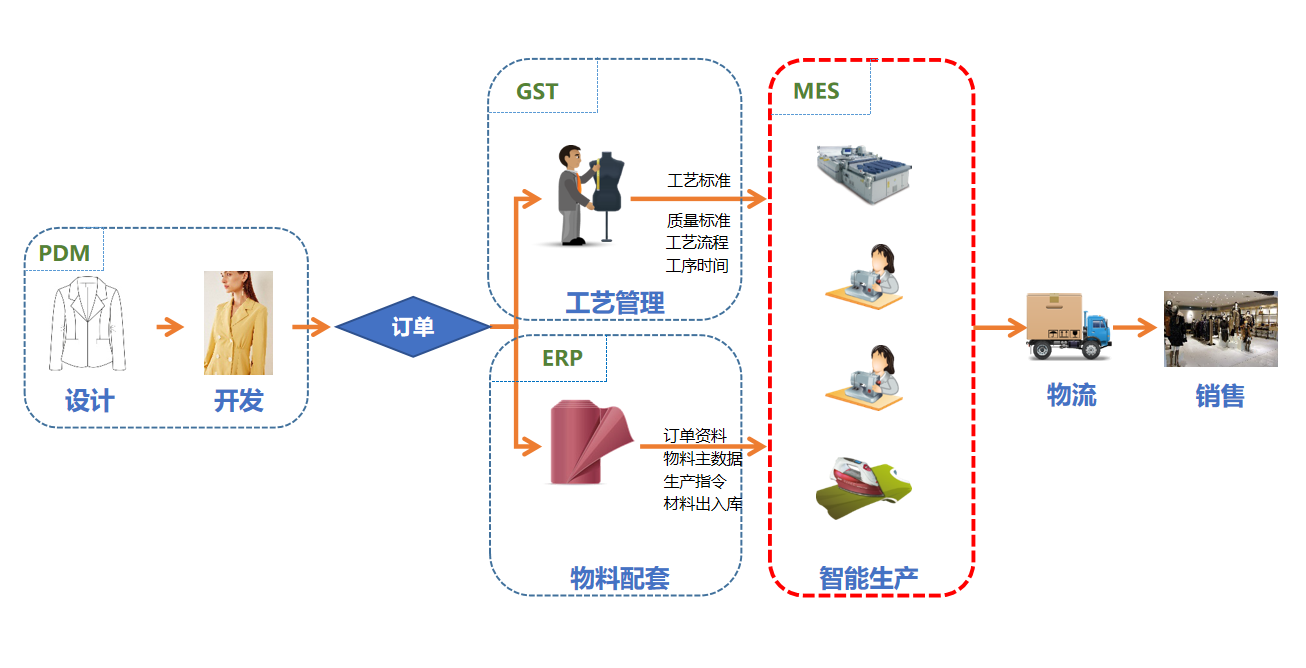 PDM
设计
开发
订单
GST
工艺标准
质量标准
工艺流程
工序时间
工艺管理
ERP
订单资料
物料主数据
生产指令
材料出入库
物料配套
MES
智能生产
物流
销售